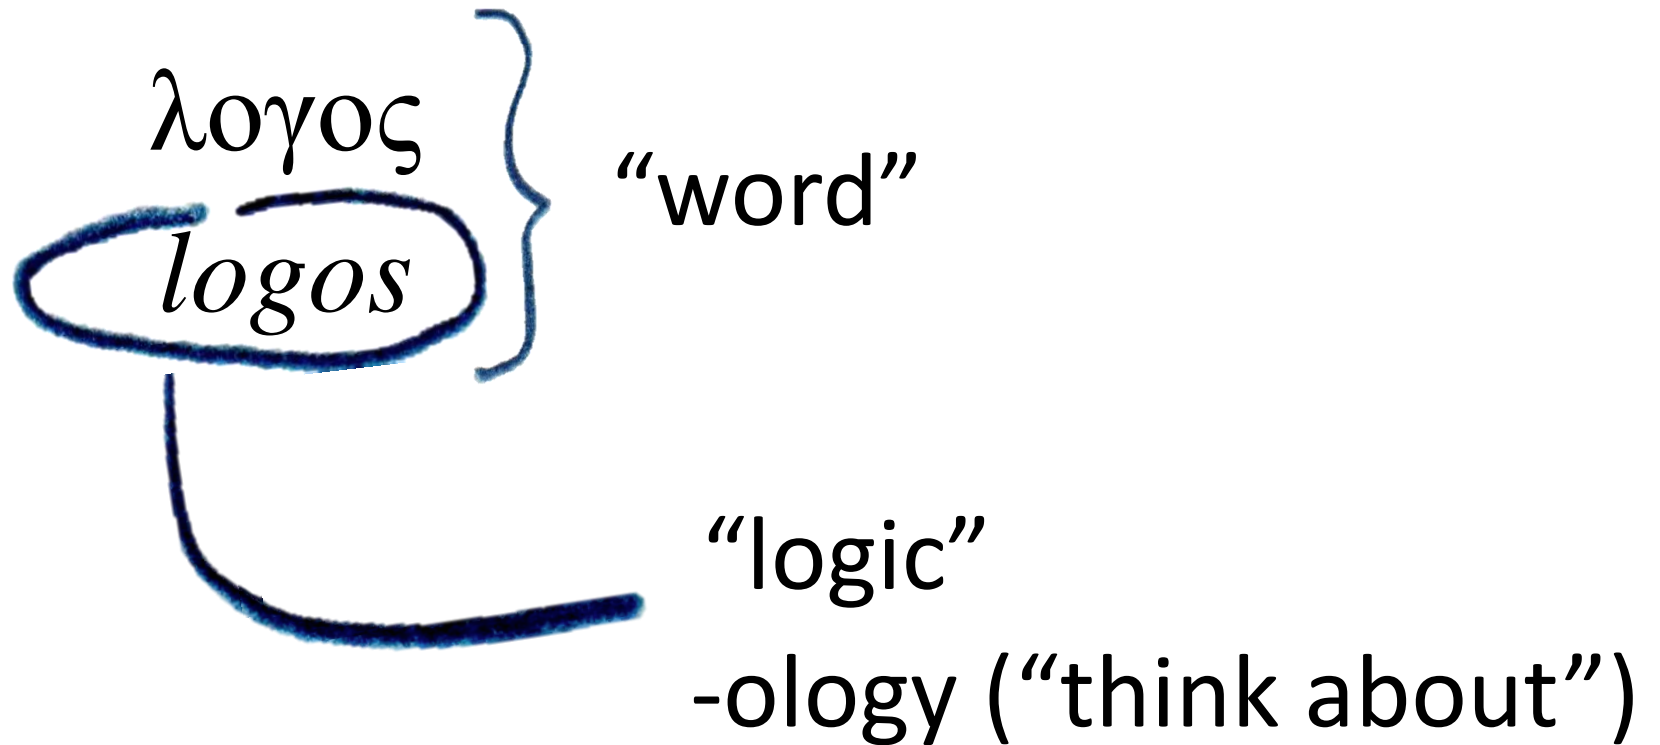 λογος
logos
“word”
“logic”
-ology (“think about”)